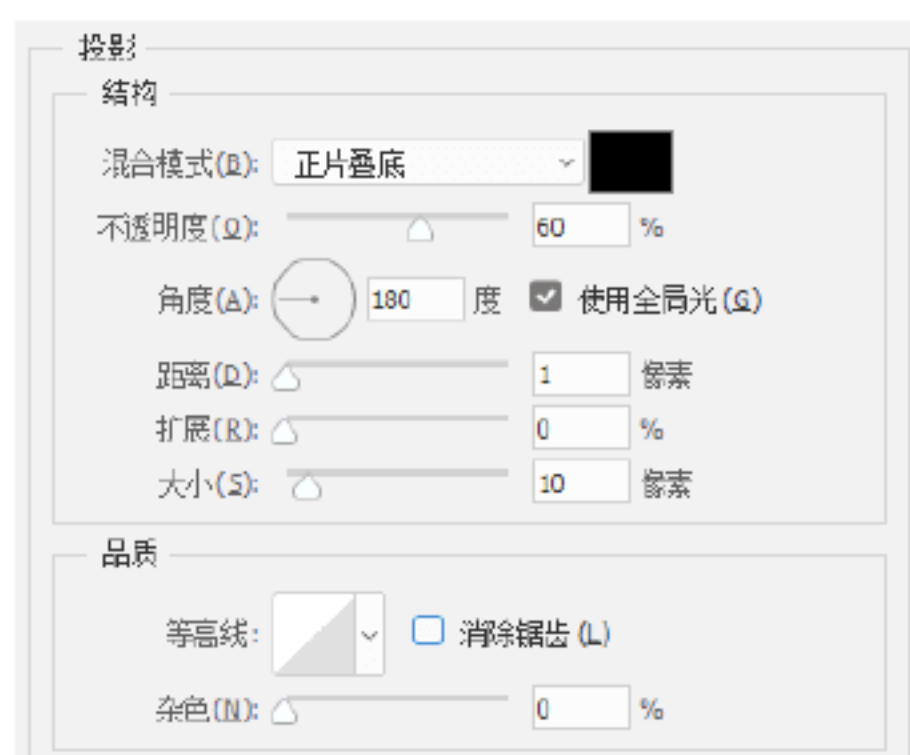 投影
结构
混合模式(B): 正片叠底
不透明度(O): 60 %
角度(A): 180 度 使用全局光(G)
距离(D): 1 像素
扩展(R): 0 %
大小(S): 10 像素
品质
等高线: 消除锯齿(L)
杂色(N): 0 %